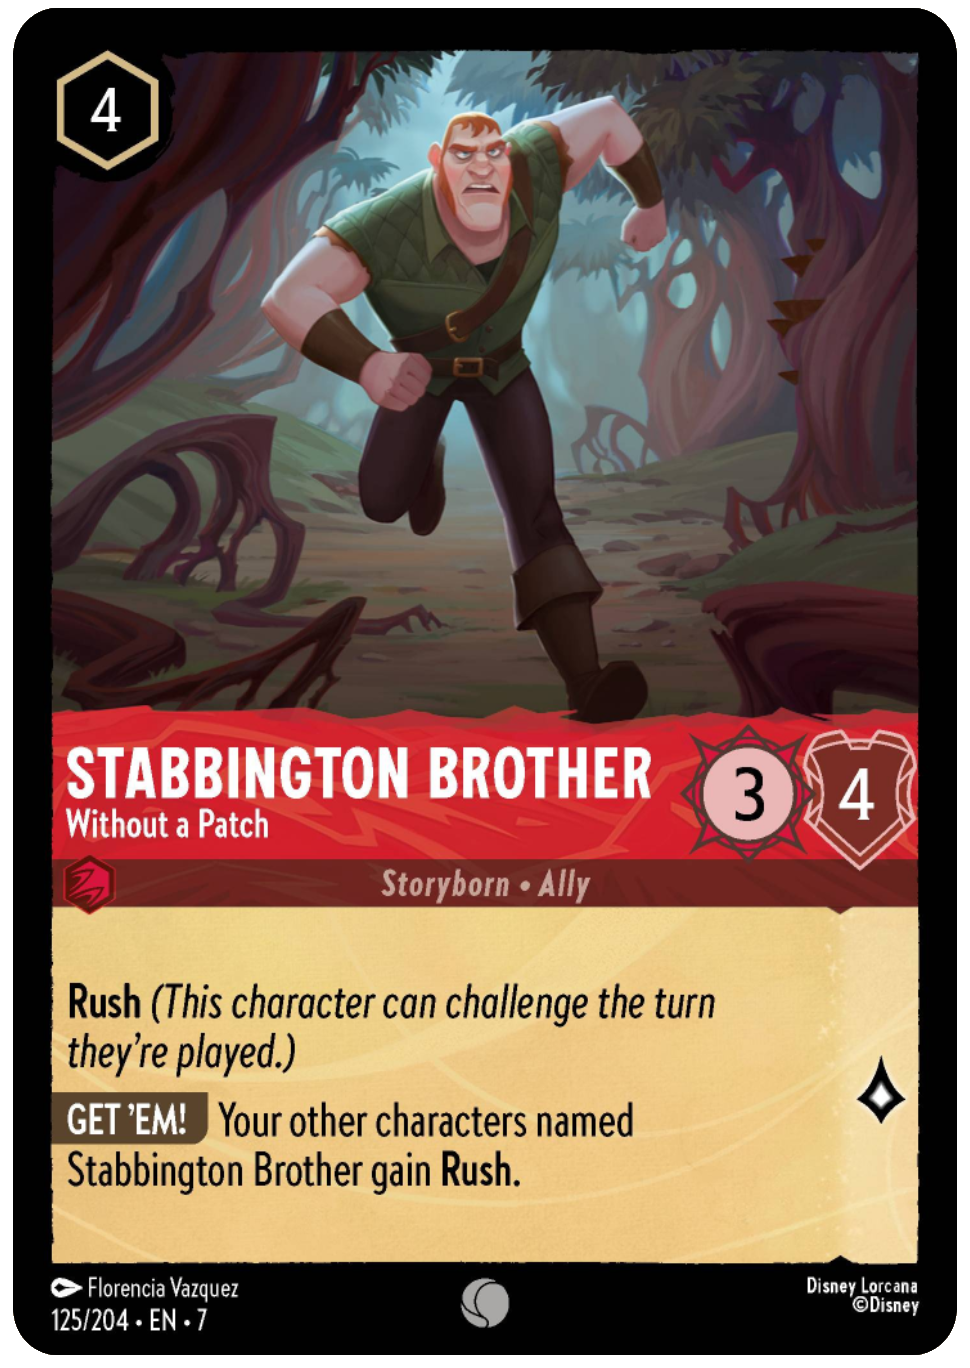 4
STABBINGTON BROTHER
Without a Patch
3
4
Storyborn • Ally
Rush (This character can challenge the turn
they’re played.)
GET ’EM! Your other characters named
Stabbington Brother gain Rush.
Florencia Vazquez
125/204 • EN • 7
Disney Lorcana
©Disney